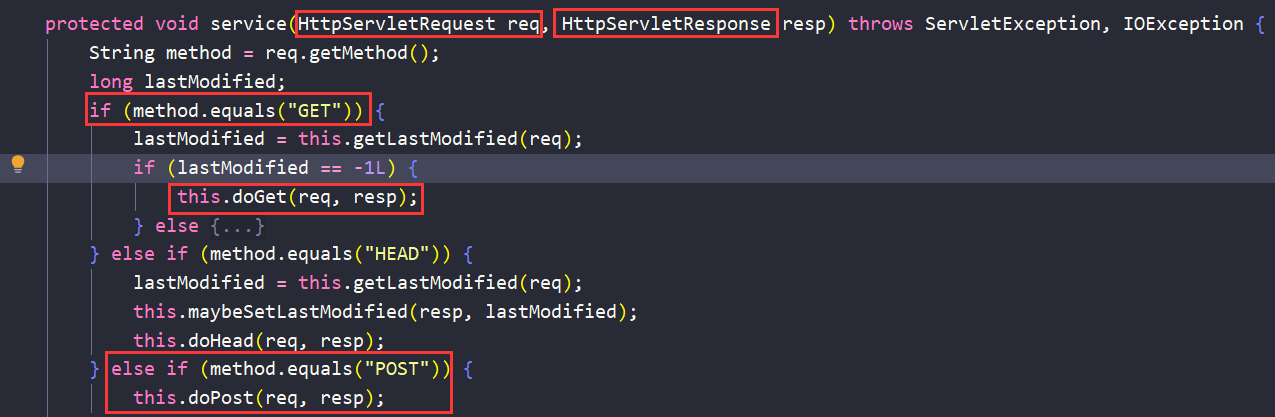 protected void service(HttpServletRequest req, HttpServletResponse resp) throws ServletException, IOException {
String method = req.getMethod();
long lastModified;
if (method.equals("GET")) {
lastModified = this.getLastModified(req);
if (lastModified == -1L) {
this.doGet(req, resp);
} else {...}
} else if (method.equals("HEAD")) {
lastModified = this.getLastModified(req);
this.maybeSetLastModified(resp, lastModified);
this.doHead(req, resp);
} else if (method.equals("POST")) {
this.doPost(req, resp);